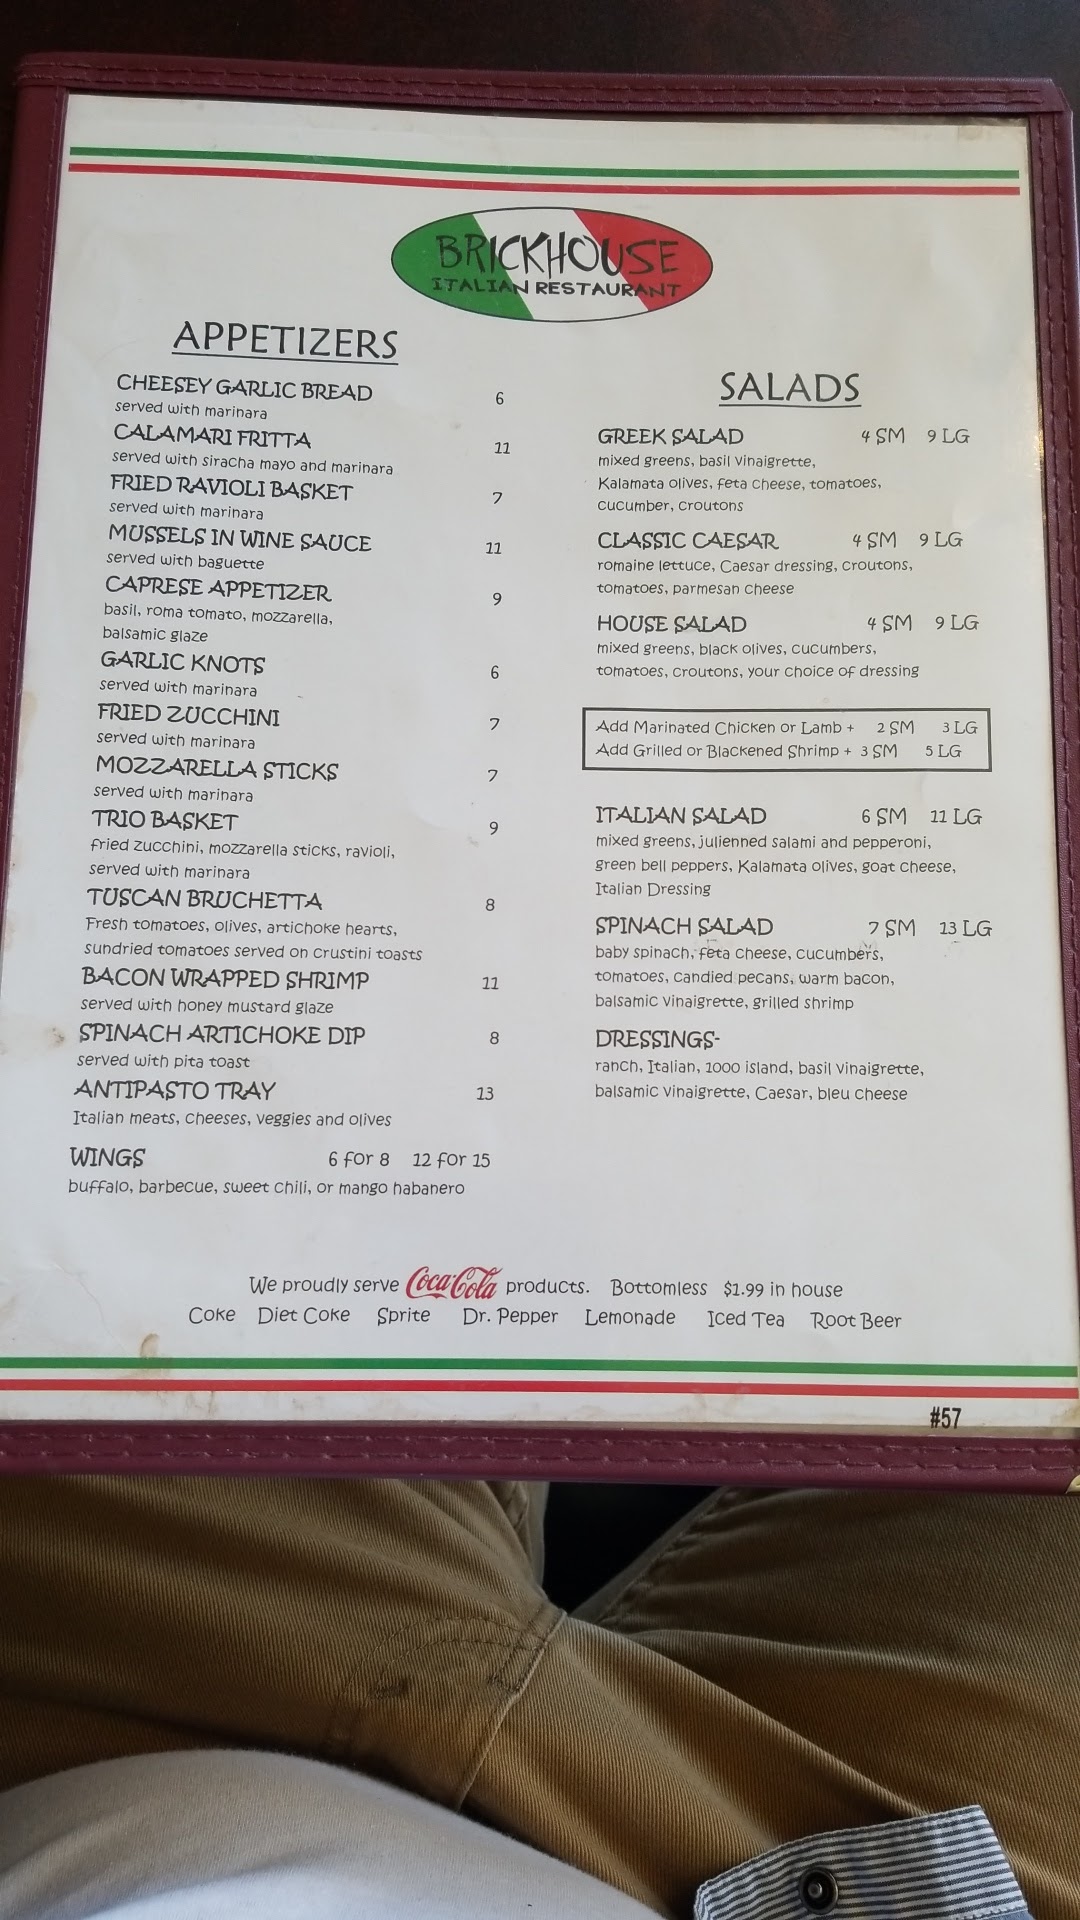 BRICKHOUSE
ITALIAN RESTAURANT
APPETIZERS
CHEESEY GARLIC BREAD 6
served with marinara
CALAMARI FRITTA 11
served with siracha mayo and marinara
FRIED RAVIOLI BASKET 7
served with marinara
MUSSELS IN WINE SAUCE 11
served with baguette
CAPRESE APPETIZER 9
basil, roma tomato, mozzarella,
balsamic glaze
GARLIC KNOTS 6
served with marinara
FRIED ZUCCHINI 7
served with marinara
MOZZARELLA STICKS 7
served with marinara
TRIO BASKET 9
fried zucchini, mozzarella sticks, ravioli,
served with marinara
TUSCAN BRUCHETTA 8
Fresh tomatoes, olives, artichoke hearts,
sundried tomatoes served on crustini toasts
BACON WRAPPED SHRIMP 11
served with honey mustard glaze
SPINACH ARTICHOKE DIP 8
served with pita toast
ANTIPASTO TRAY 13
Italian meats, cheeses, veggies and olives
WINGS 6 for 8 12 for 15
buffalo, barbecue, sweet chili, or mango habanero
SALADS
GREEK SALAD 4 SM 9 LG
mixed greens, basil vinaigrette,
Kalamata olives, feta cheese, tomatoes,
cucumber, croutons
CLASSIC CAESAR 4 SM 9 LG
romaine lettuce, Caesar dressing, croutons,
tomatoes, parmesan cheese
HOUSE SALAD 4 SM 9 LG
mixed greens, black olives, cucumbers,
tomatoes, croutons, your choice of dressing
Add Marinated Chicken or Lamb + 2 SM 3 LG
Add Grilled or Blackened Shrimp + 3 SM 5 LG
ITALIAN SALAD 6 SM 11 LG
mixed greens, julienned salami and pepperoni,
green bell peppers, Kalamata olives, goat cheese,
Italian Dressing
SPINACH SALAD 7 SM 13 LG
baby spinach, feta cheese, cucumbers,
tomatoes, candied pecans, warm bacon,
balsamic vinaigrette, grilled shrimp
DRESSINGS-
ranch, Italian, 1000 island, basil vinaigrette,
balsamic vinaigrette, Caesar, bleu cheese
We proudly serve Coca-Cola products. Bottomless $1.99 in house
Coke Diet Coke Sprite Dr. Pepper Lemonade Iced Tea Root Beer
#57